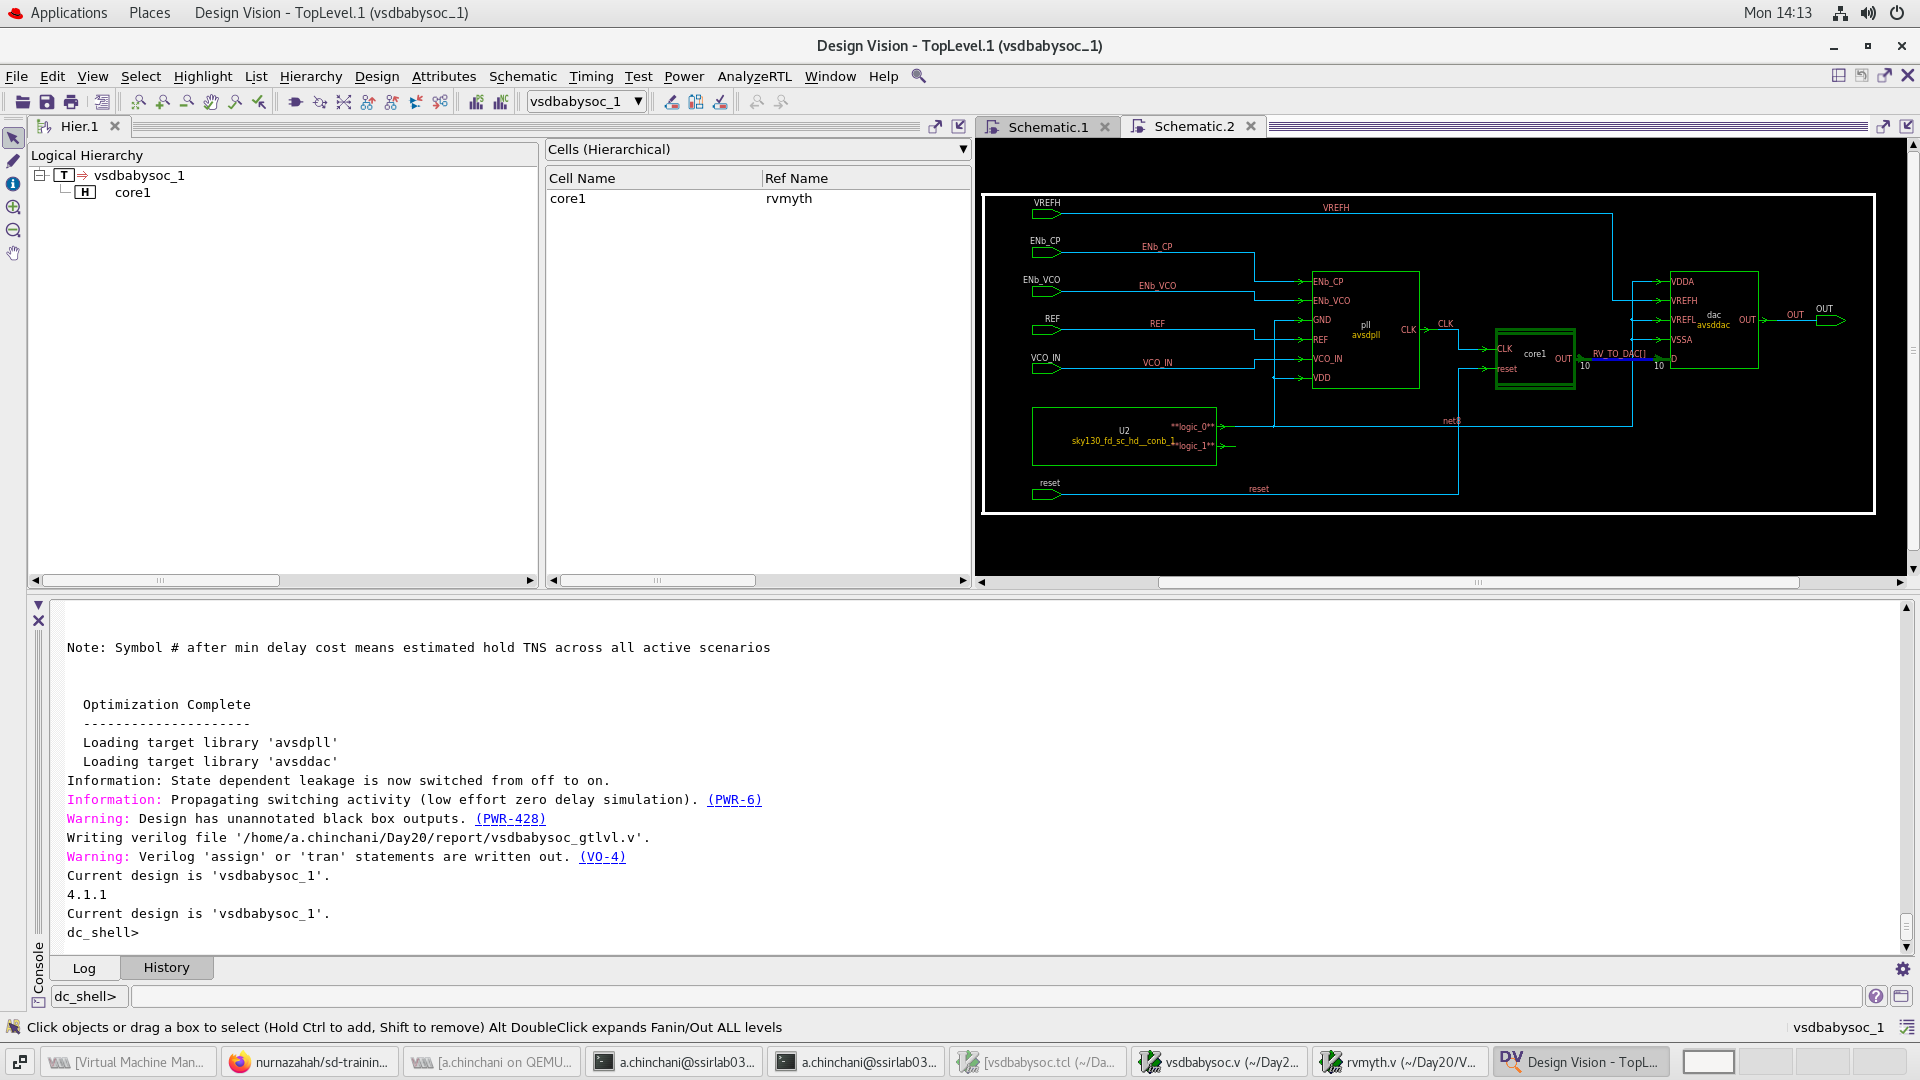 Applications Places Design Vision - TopLevel.1 (vsdbabysoc_1) Mon 14:13
Design Vision - TopLevel.1 (vsdbabysoc_1)
File Edit View Select Highlight List Hierarchy Design Attributes Schematic Timing Test Power AnalyzeRTL Window Help
vsdbabysoc_1
Hier.1
Schematic.1 Schematic.2
Logical Hierarchy
T vsdbabysoc_1
H core1
Cells (Hierarchical)
Cell Name Ref Name
core1 rvmyth
VREFH VREFH
ENb_CP ENb_CP
ENb_VCO ENb_VCO
REF REF
VCO_IN VCO_IN
ENb_CP
ENb_VCO
GND
REF
VCO_IN
VDD
pll
avsdpll
CLK CLK
CLK
reset
core1
OUT
10
RV_TO_DAC[]
10
VDDA
VREFH
VREFL
VSSA
D
dac
avsddac
OUT OUT OUT
U2
sky130_fd_sc_hd__conb_1
**logic_0**
**logic_1**
net8
reset reset
Note: Symbol # after min delay cost means estimated hold TNS across all active scenarios
Optimization Complete
---------------------
Loading target library 'avsdpll'
Loading target library 'avsddac'
Information: State dependent leakage is now switched from off to on.
Information: Propagating switching activity (low effort zero delay simulation). (PWR-6)
Warning: Design has unannotated black box outputs. (PWR-428)
Writing verilog file '/home/a.chinchani/Day20/report/vsdbabysoc_gtlvl.v'.
Warning: Verilog 'assign' or 'tran' statements are written out. (VO-4)
Current design is 'vsdbabysoc_1'.
4.1.1
Current design is 'vsdbabysoc_1'.
dc_shell>
Console
Log History
dc_shell>
Click objects or drag a box to select (Hold Ctrl to add, Shift to remove) Alt DoubleClick expands Fanin/Out ALL levels vsdbabysoc_1
[Virtual Machine Man... nurnazahah/sd-trainin... [a.chinchani on QEMU... a.chinchani@ssirlab03... a.chinchani@ssirlab03... [vsdbabysoc.tcl (~/Da... vsdbabysoc.v (~/Day2... rvmyth.v (~/Day20/V... Design Vision - TopL...